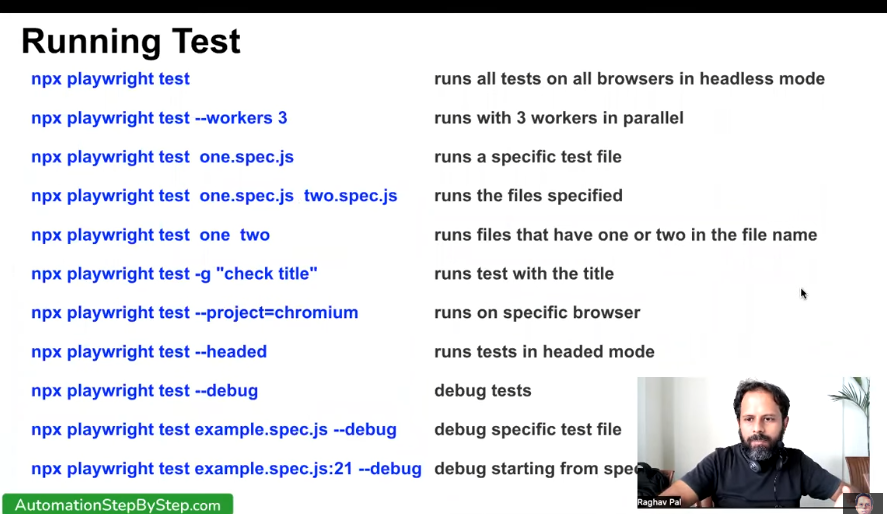 Running Test
npx playwright test runs all tests on all browsers in headless mode
npx playwright test --workers 3 runs with 3 workers in parallel
npx playwright test one.spec.js runs a specific test file
npx playwright test one.spec.js two.spec.js runs the files specified
npx playwright test one two runs files that have one or two in the file name
npx playwright test -g "check title" runs test with the title
npx playwright test --project=chromium runs on specific browser
npx playwright test --headed runs tests in headed mode
npx playwright test --debug debug tests
npx playwright test example.spec.js --debug debug specific test file
npx playwright test example.spec.js:21 --debug debug starting from
Raghav Pal
AutomationStepByStep.com